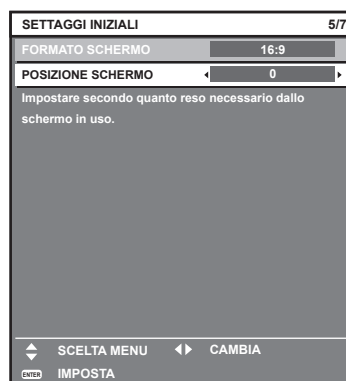 SETTAGGI INIZIALI 5/7
FORMATO SCHERMO 16:9
POSIZIONE SCHERMO 0
Impostare secondo quanto reso necessario dallo
schermo in uso.
SCELTA MENU CAMBIA
ENTER IMPOSTA